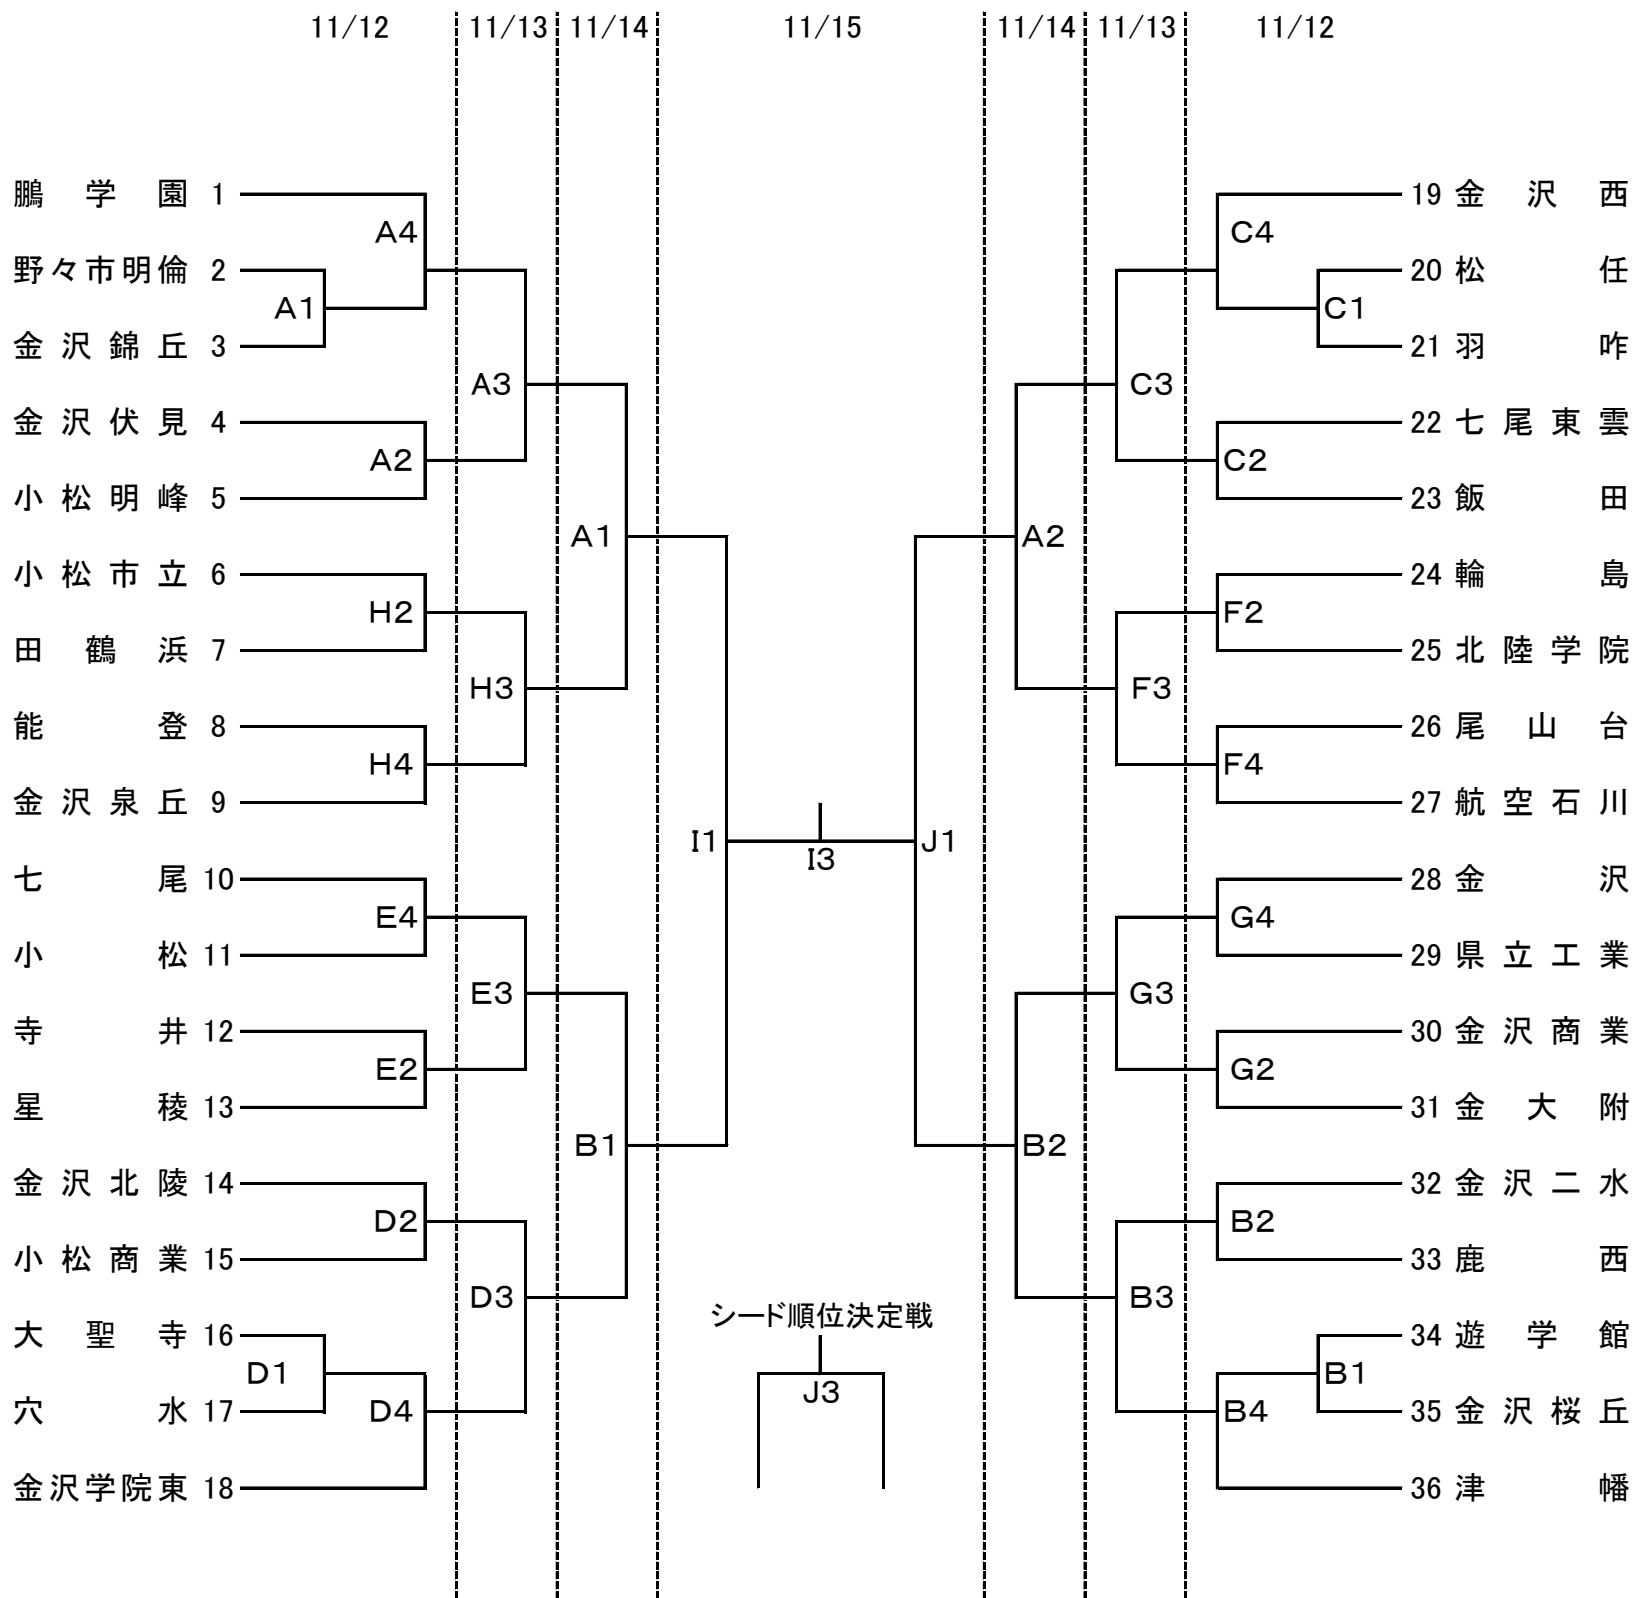 11/12 11/13 11/14 11/15 11/14 11/13 11/12
鵬学園 1 19 金沢西
A4 C4
野々市明倫 2 20 松任
A1 C1
金沢錦丘 3 21 羽咋
A3 C3
金沢伏見 4 22 七尾東雲
A2 C2
小松明峰 5 23 飯田
A1 A2
小松市立 6 24 輪島
H2 F2
田鶴浜 7 25 北陸学院
H3 F3
能登 8 26 尾山台
H4 F4
金沢泉丘 9 27 航空石川
I1 I3 J1
七尾 10 28 金沢
E4 G4
小松 11 29 県立工業
E3 G3
寺井 12 30 金沢商業
E2 G2
星稜 13 31 金大附
B1 B2
金沢北陵 14 32 金沢二水
D2 B2
小松商業 15 33 鹿西
D3 B3
シード順位決定戦
大聖寺 16 34 遊学館
D1 J3 B1
穴水 17 D4 B4 35 金沢桜丘
金沢学院東 18 36 津幡